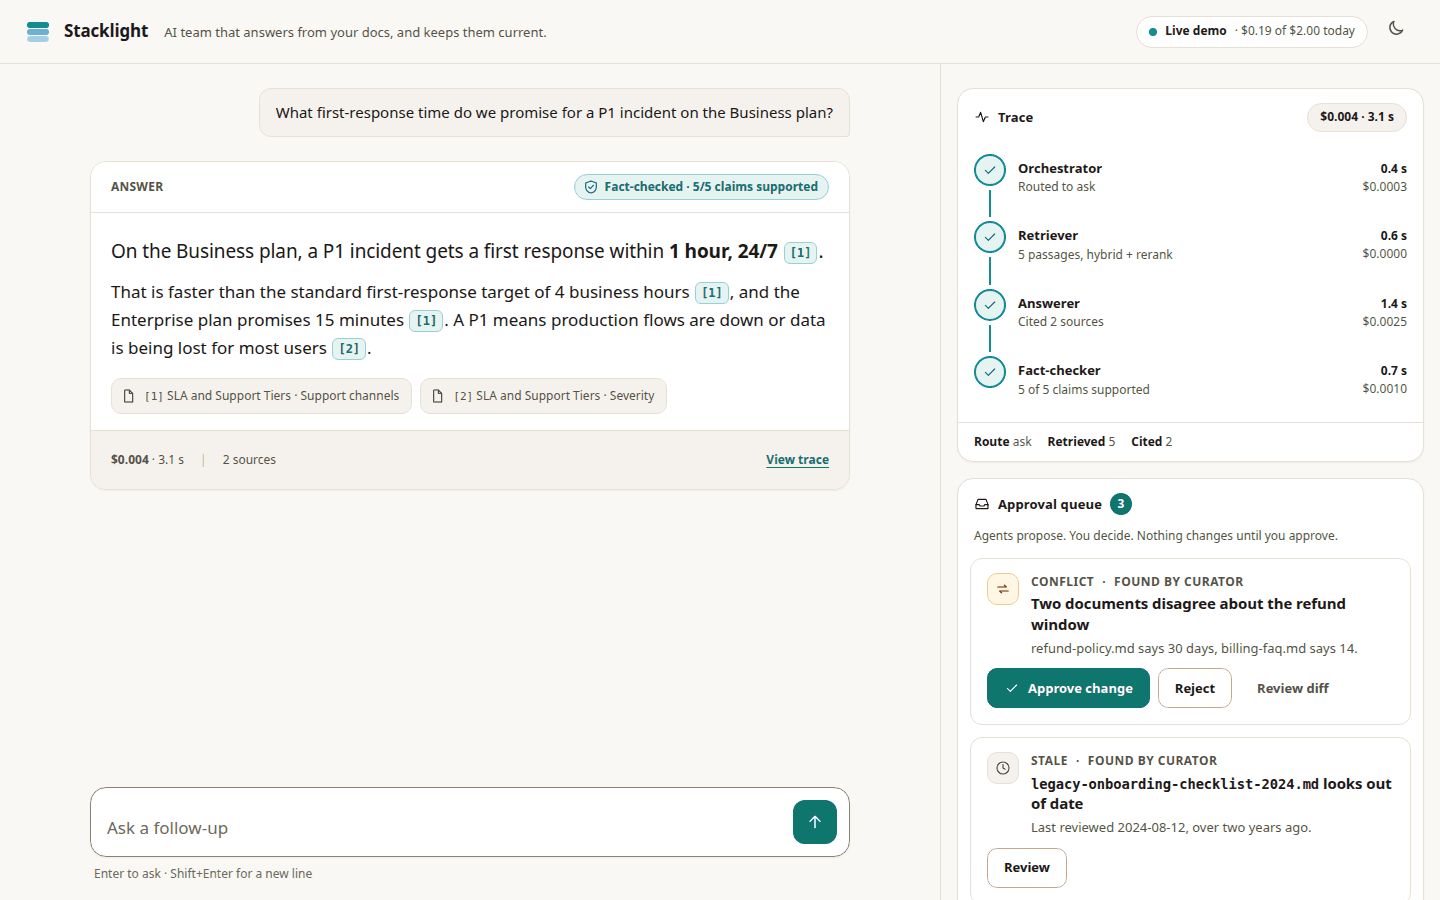 Stacklight
AI team that answers from your docs, and keeps them current.
Live demo · $0.19 of $2.00 today
What first-response time do we promise for a P1 incident on the Business plan?
ANSWER
Fact-checked · 5/5 claims supported
On the Business plan, a P1 incident gets a first response within 1 hour, 24/7 [1].
That is faster than the standard first-response target of 4 business hours [1], and the
Enterprise plan promises 15 minutes [1]. A P1 means production flows are down or data
is being lost for most users [2].
[1] SLA and Support Tiers · Support channels
[2] SLA and Support Tiers · Severity
$0.004 · 3.1 s | 2 sources
View trace
Ask a follow-up
Enter to ask · Shift+Enter for a new line
Trace
$0.004 · 3.1 s
Orchestrator 0.4 s
Routed to ask $0.0003
Retriever 0.6 s
5 passages, hybrid + rerank $0.0000
Answerer 1.4 s
Cited 2 sources $0.0025
Fact-checker 0.7 s
5 of 5 claims supported $0.0010
Route ask Retrieved 5 Cited 2
Approval queue 3
Agents propose. You decide. Nothing changes until you approve.
CONFLICT · FOUND BY CURATOR
Two documents disagree about the refund
window
refund-policy.md says 30 days, billing-faq.md says 14.
Approve change
Reject
Review diff
STALE · FOUND BY CURATOR
legacy-onboarding-checklist-2024.md looks out
of date
Last reviewed 2024-08-12, over two years ago.
Review